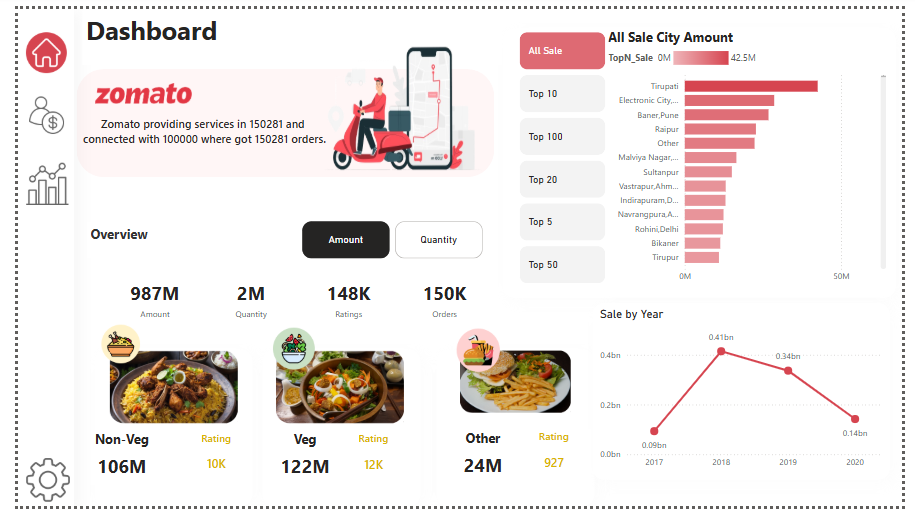 Dashboard
zomato
Zomato providing services in 150281 and
connected with 100000 where got 150281 orders.
Overview
Amount
Quantity
987M
Amount
2M
Quantity
148K
Ratings
150K
Orders
Non-Veg
Rating
106M
10K
Veg
Rating
122M
12K
Other
Rating
24M
927
All Sale
Top 10
Top 100
Top 20
Top 5
Top 50
All Sale City Amount
TopN_Sale 0M 42.5M
Tirupati
Electronic City,...
Baner,Pune
Raipur
Other
Malviya Nagar,...
Sultanpur
Vastrapur,Ahm...
Indirapuram,D...
Navrangpura,A...
Rohini,Delhi
Bikaner
Tirupur
0M 50M
Sale by Year
0.4bn
0.2bn
0.0bn
0.09bn
0.41bn
0.34bn
0.14bn
2017 2018 2019 2020